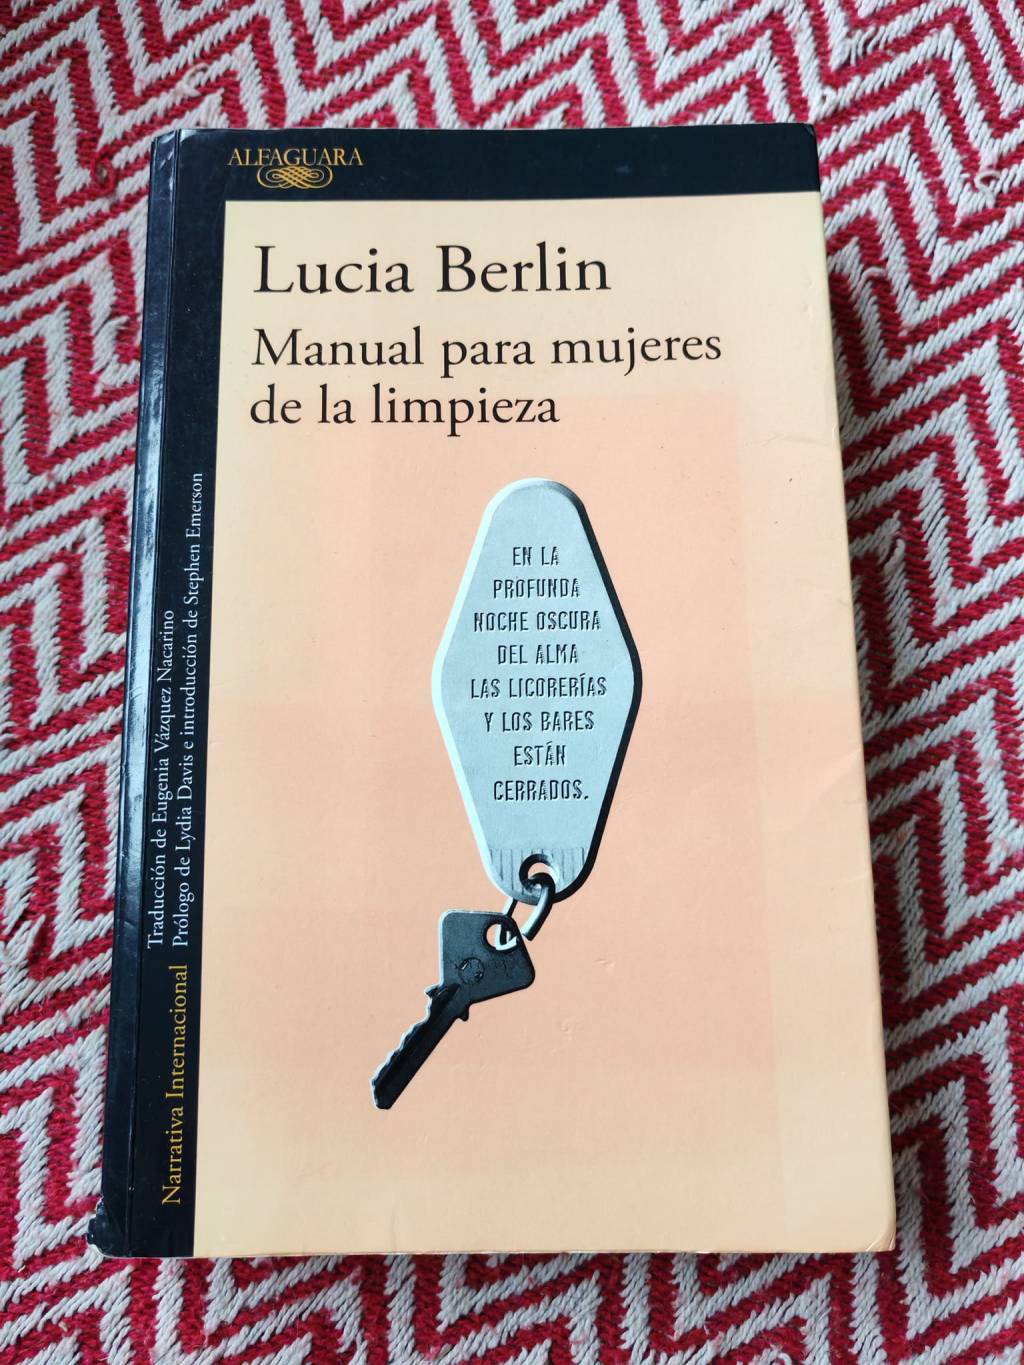 ALFAGUARA
Lucia Berlin
Manual para mujeres
de la limpieza
EN LA
PROFUNDA
NOCHE OSCURA
DEL ALMA
LAS LICORERÍAS
Y LOS BARES
ESTÁN
CERRADOS.
Narrativa Internacional
Traducción de Eugenia Vázquez Nacarino
Prólogo de Lydia Davis e introducción de Stephen Emerson